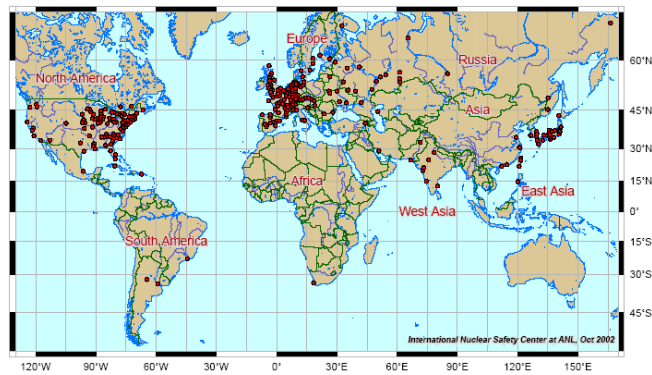 Europe
60°N
Russia
North America
45°N
Asia
30°N
15°N
Africa
East Asia
0°
West Asia
15°S
South America
30°S
45°S
International Nuclear Safety Center at ANL, Oct 2002
120°W 90°W 60°W 30°W 0° 30°E 60°E 90°E 120°E 150°E